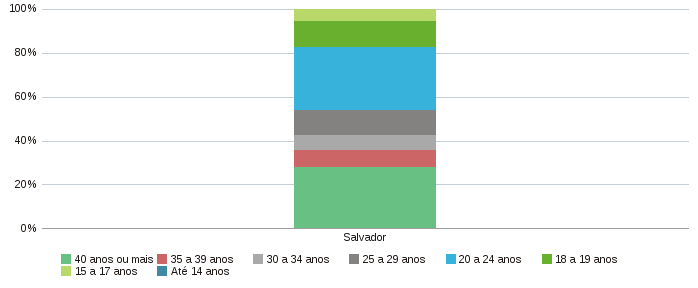 100%
80%
60%
40%
20%
0%
Salvador
40 anos ou mais 35 a 39 anos 30 a 34 anos 25 a 29 anos 20 a 24 anos 18 a 19 anos
15 a 17 anos Até 14 anos